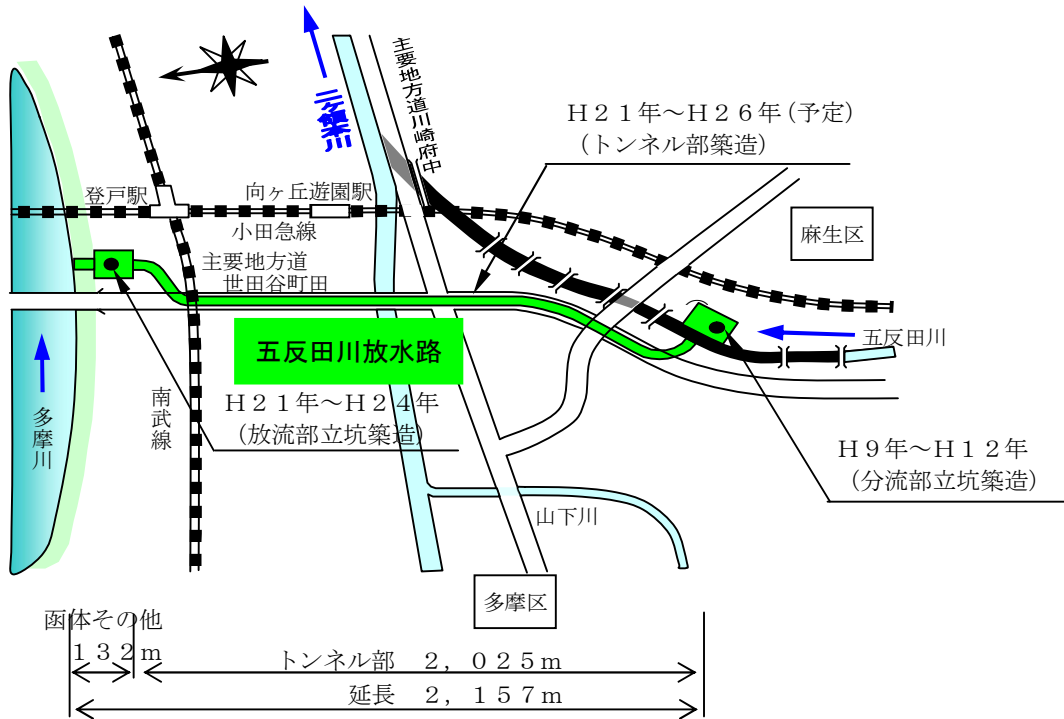 主要地方道川崎府中
二ヶ領本川
H21年～H26年(予定)
(トンネル部築造)
登戸駅
向ヶ丘遊園駅
小田急線
麻生区
主要地方道
世田谷町田
五反田川
五反田川放水路
南武線
多摩川
H21年～H24年
(放流部立坑築造)
H9年～H12年
(分流部立坑築造)
山下川
多摩区
函体その他
132m
トンネル部 2,025m
延長 2,157m